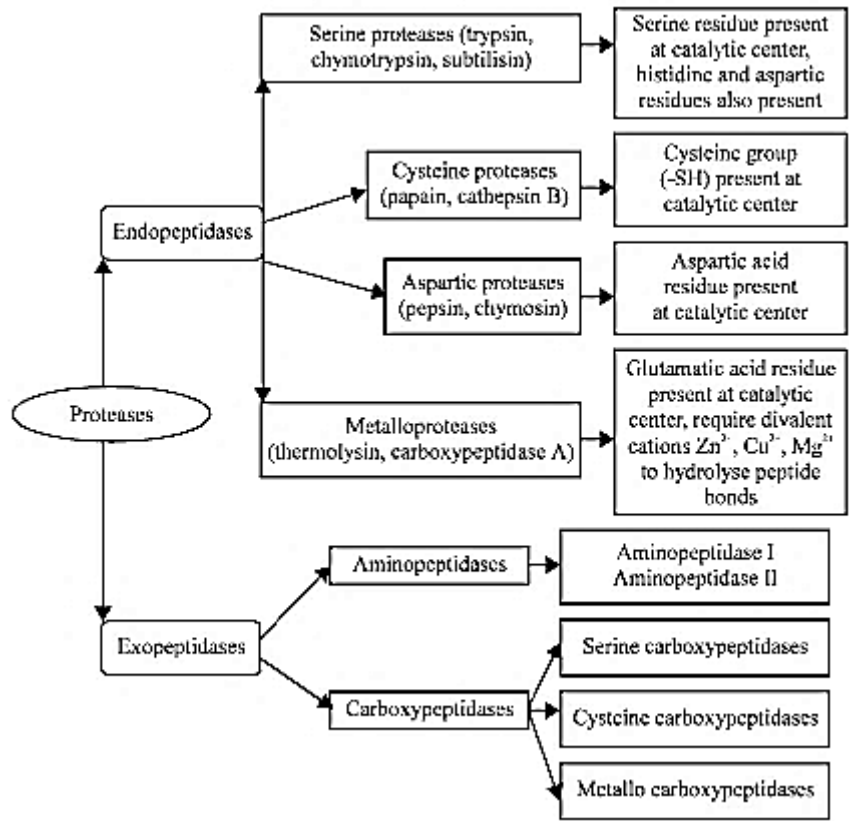 Serine proteases (trypsin,
chymotrypsin, subtilisin)
Serine residue present
at catalytic center,
histidine and aspartic
residues also present
Cysteine proteases
(papain, cathepsin B)
Cysteine group
(-SH) present at
catalytic center
Endopeptidases
Aspartic proteases
(pepsin, chymosin)
Aspartic acid
residue present
at catalytic center
Proteases
Metalloproteases
(thermolysin, carboxypeptidase A)
Glutamatic acid residue
present at catalytic
center, require divalent
cations Zn²⁺, Cu²⁺, Mg²⁺
to hydrolyse peptide
bonds
Exopeptidases
Aminopeptidases
Aminopeptidase I
Aminopeptidase II
Carboxypeptidases
Serine carboxypeptidases
Cysteine carboxypeptidases
Metallo carboxypeptidases